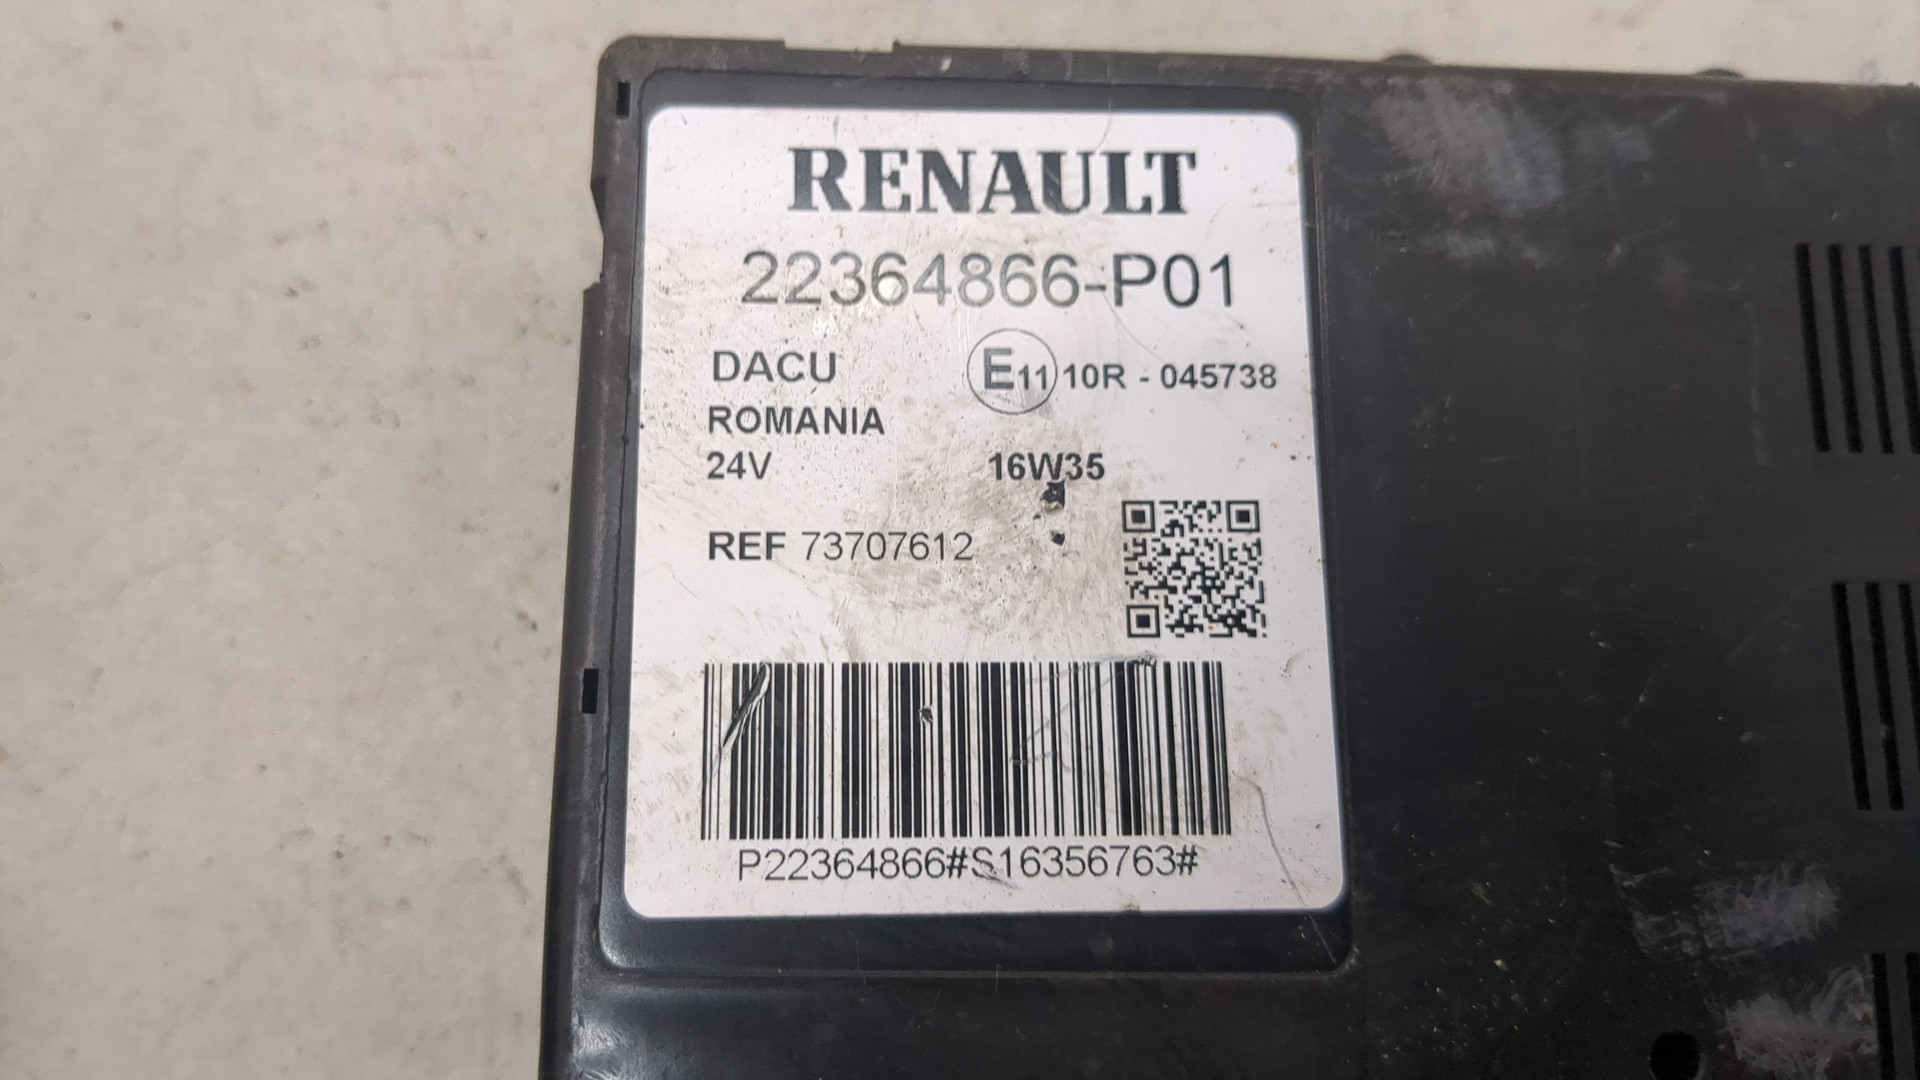 RENAULT
22364866-P01
DACU E11 10R - 045738
ROMANIA
24V 16W35
REF 73707612
P22364866#S16356763#